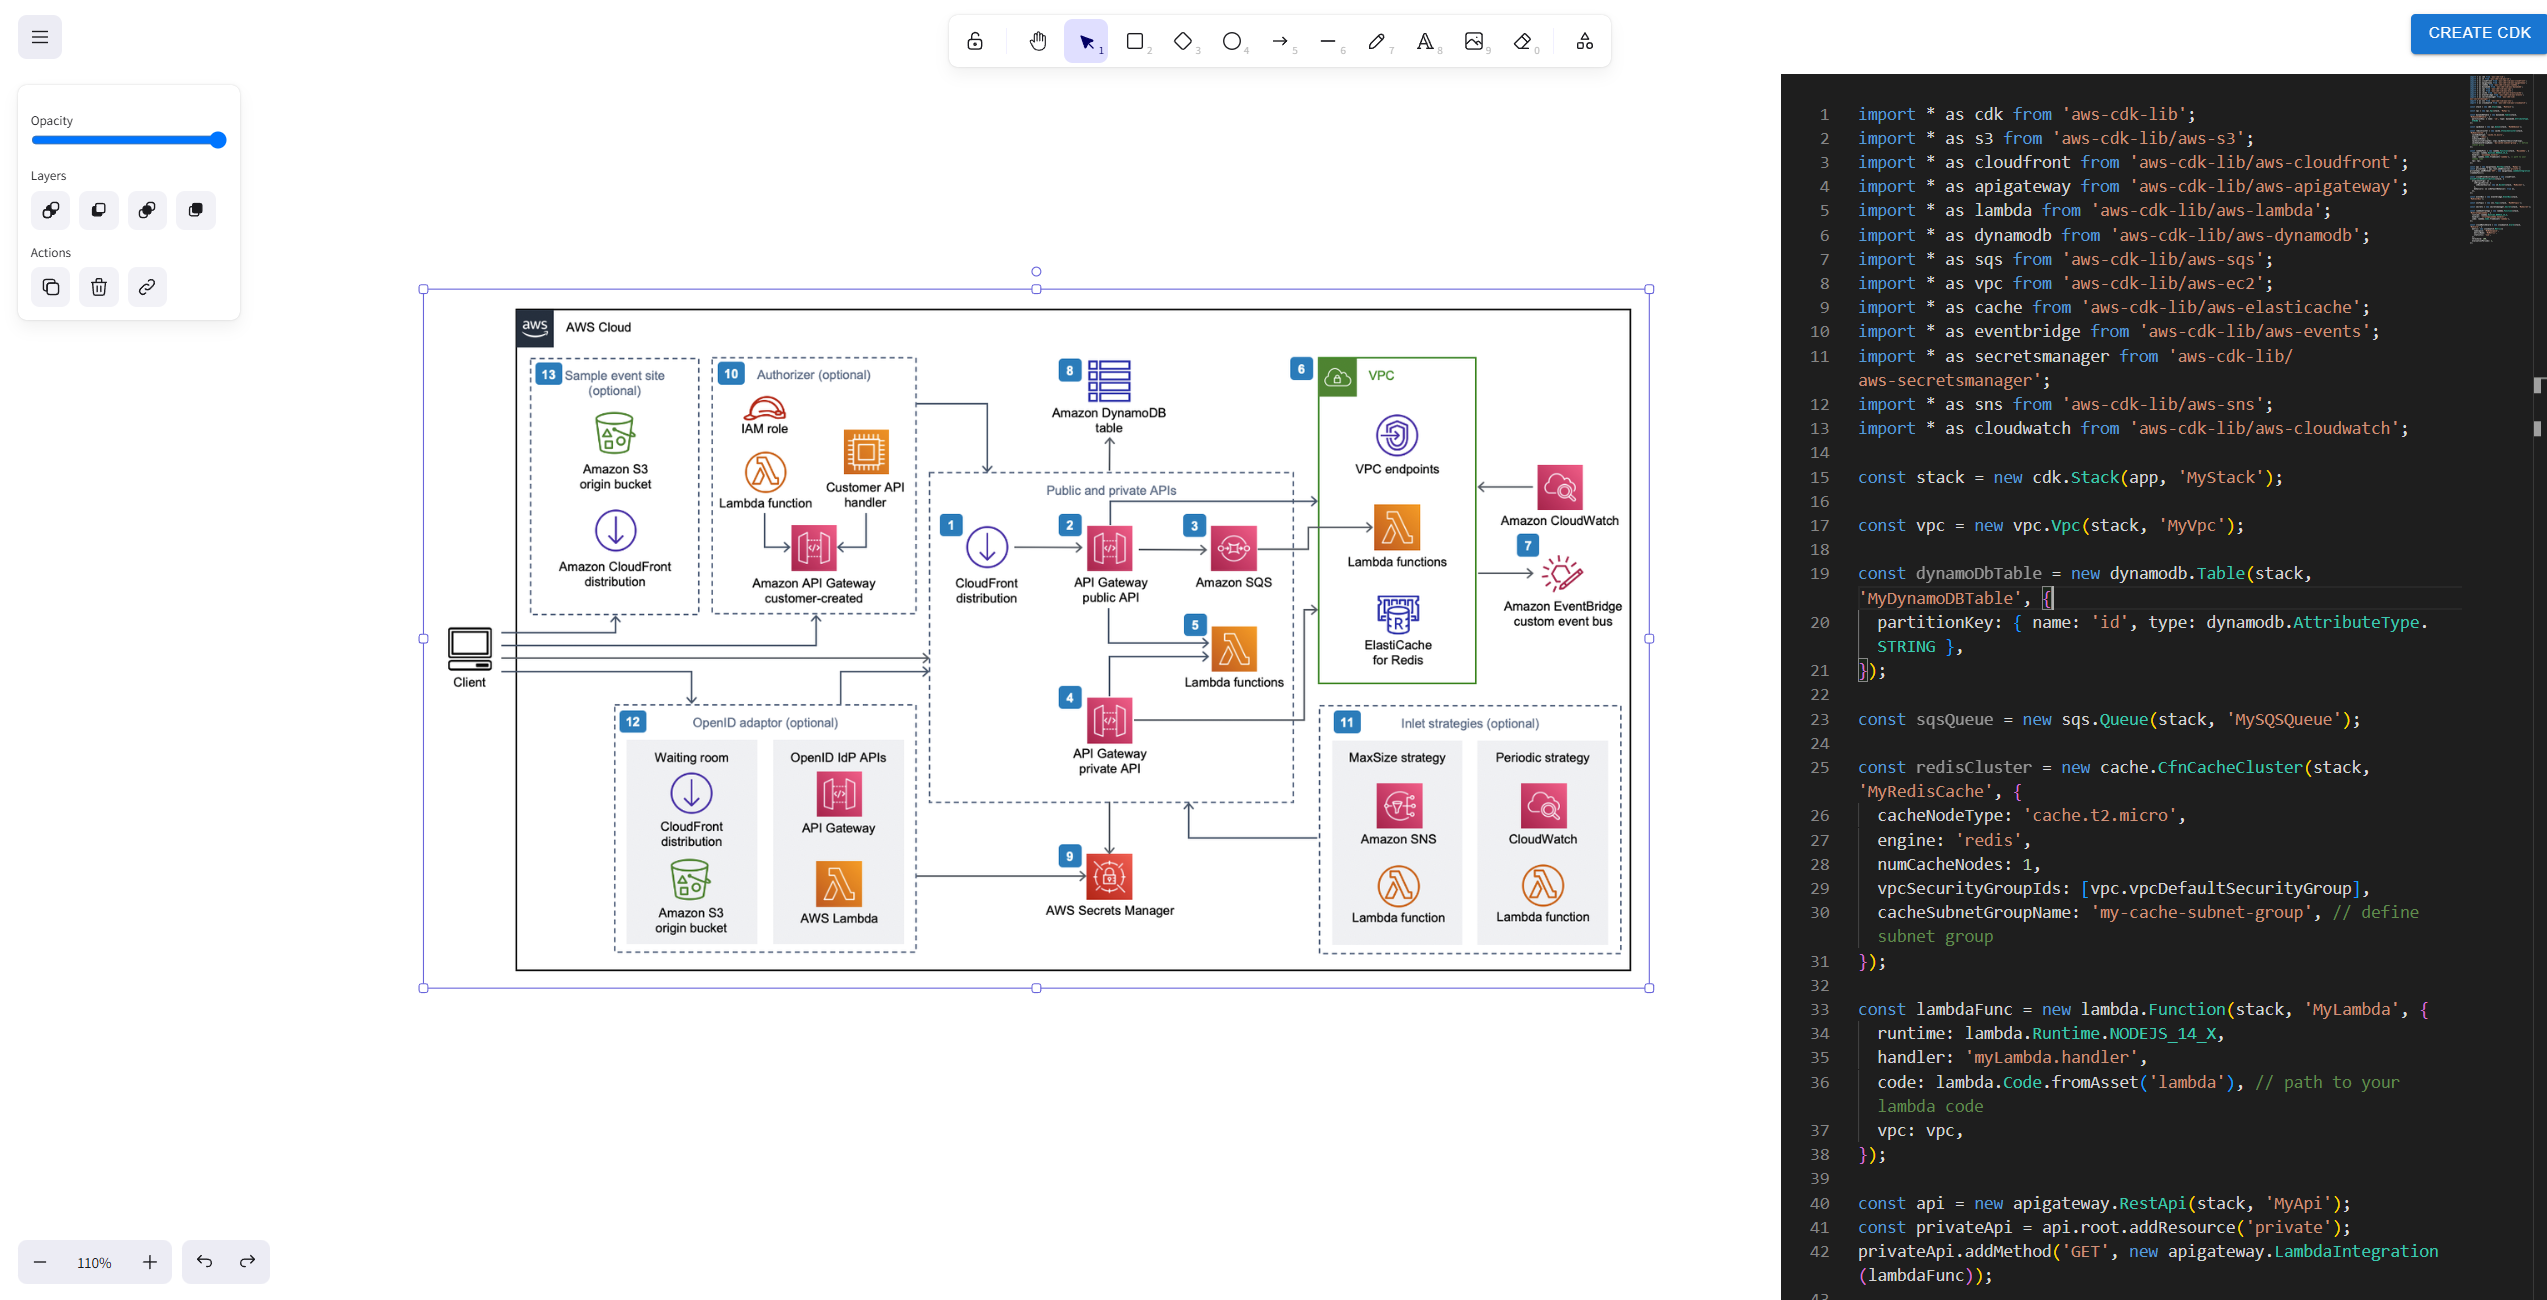 1
2
3
4
5
6
7
8
9
0
CREATE CDK
Opacity
Layers
Actions
aws
AWS Cloud
13
Sample event site
(optional)
Amazon S3
origin bucket
Amazon CloudFront
distribution
10
Authorizer (optional)
IAM role
Lambda function
Customer API
handler
Amazon API Gateway
customer-created
8
Amazon DynamoDB
table
6
VPC
VPC endpoints
Lambda functions
ElastiCache
for Redis
Amazon CloudWatch
7
Amazon EventBridge
custom event bus
Public and private APIs
1
CloudFront
distribution
2
API Gateway
public API
3
Amazon SQS
5
Lambda functions
4
API Gateway
private API
Client
12
OpenID adaptor (optional)
Waiting room
CloudFront
distribution
Amazon S3
origin bucket
OpenID IdP APIs
API Gateway
AWS Lambda
9
AWS Secrets Manager
11
Inlet strategies (optional)
MaxSize strategy
Amazon SNS
Lambda function
Periodic strategy
CloudWatch
Lambda function
110%
1 import * as cdk from 'aws-cdk-lib';
2 import * as s3 from 'aws-cdk-lib/aws-s3';
3 import * as cloudfront from 'aws-cdk-lib/aws-cloudfront';
4 import * as apigateway from 'aws-cdk-lib/aws-apigateway';
5 import * as lambda from 'aws-cdk-lib/aws-lambda';
6 import * as dynamodb from 'aws-cdk-lib/aws-dynamodb';
7 import * as sqs from 'aws-cdk-lib/aws-sqs';
8 import * as vpc from 'aws-cdk-lib/aws-ec2';
9 import * as cache from 'aws-cdk-lib/aws-elasticache';
10 import * as eventbridge from 'aws-cdk-lib/aws-events';
11 import * as secretsmanager from 'aws-cdk-lib/
aws-secretsmanager';
12 import * as sns from 'aws-cdk-lib/aws-sns';
13 import * as cloudwatch from 'aws-cdk-lib/aws-cloudwatch';
14
15 const stack = new cdk.Stack(app, 'MyStack');
16
17 const vpc = new vpc.Vpc(stack, 'MyVpc');
18
19 const dynamoDbTable = new dynamodb.Table(stack,
'MyDynamoDBTable', {
20 partitionKey: { name: 'id', type: dynamodb.AttributeType.
STRING },
21 });
22
23 const sqsQueue = new sqs.Queue(stack, 'MySQSQueue');
24
25 const redisCluster = new cache.CfnCacheCluster(stack,
'MyRedisCache', {
26 cacheNodeType: 'cache.t2.micro',
27 engine: 'redis',
28 numCacheNodes: 1,
29 vpcSecurityGroupIds: [vpc.vpcDefaultSecurityGroup],
30 cacheSubnetGroupName: 'my-cache-subnet-group', // define
subnet group
31 });
32
33 const lambdaFunc = new lambda.Function(stack, 'MyLambda', {
34 runtime: lambda.Runtime.NODEJS_14_X,
35 handler: 'myLambda.handler',
36 code: lambda.Code.fromAsset('lambda'), // path to your
lambda code
37 vpc: vpc,
38 });
39
40 const api = new apigateway.RestApi(stack, 'MyApi');
41 const privateApi = api.root.addResource('private');
42 privateApi.addMethod('GET', new apigateway.LambdaIntegration
(lambdaFunc));